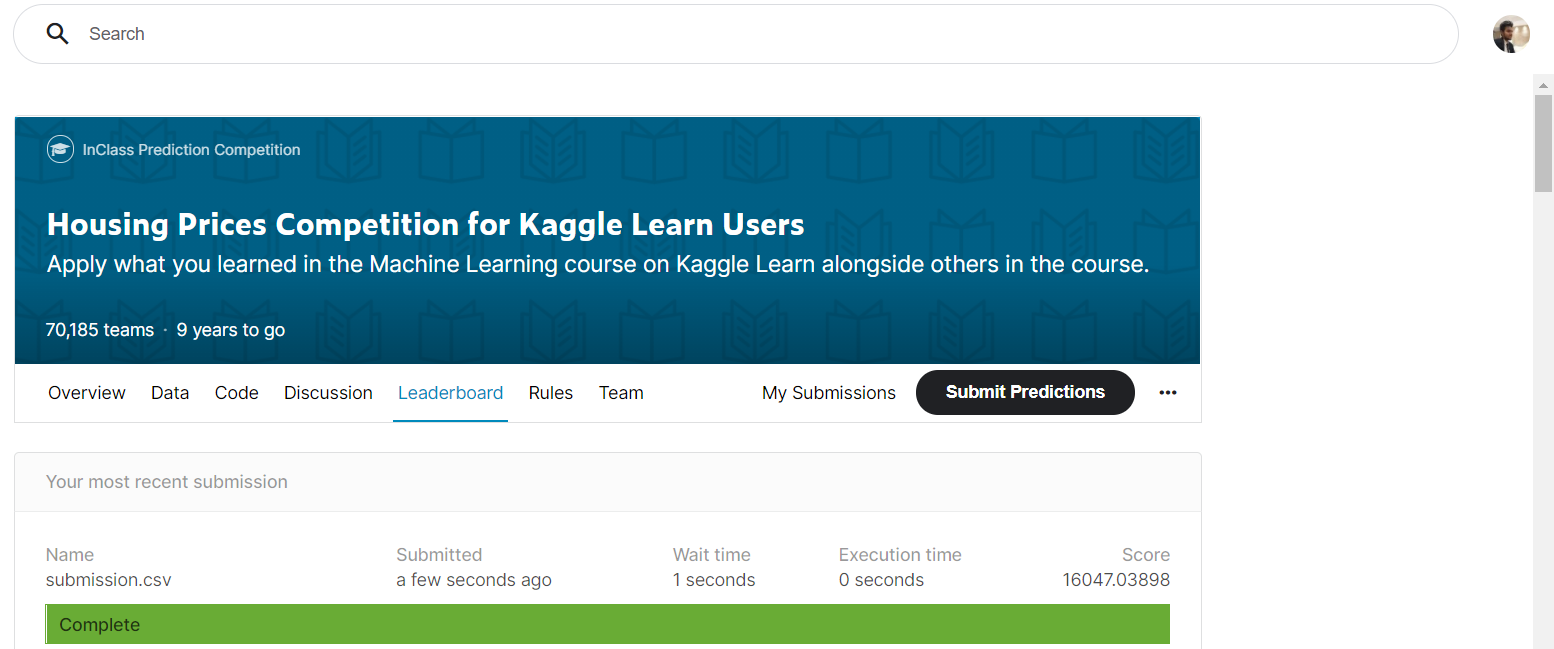 Search
InClass Prediction Competition
Housing Prices Competition for Kaggle Learn Users
Apply what you learned in the Machine Learning course on Kaggle Learn alongside others in the course.
70,185 teams · 9 years to go
Overview Data Code Discussion Leaderboard Rules Team My Submissions Submit Predictions
Your most recent submission
Name Submitted Wait time Execution time Score
submission.csv a few seconds ago 1 seconds 0 seconds 16047.03898
Complete